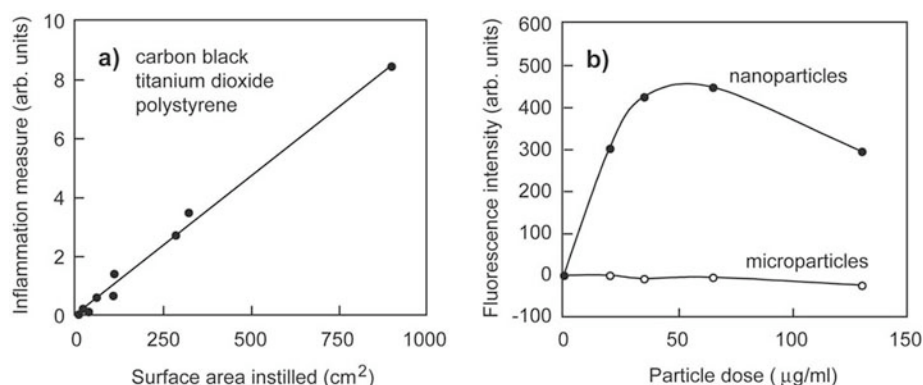 a)
carbon black
titanium dioxide
polystyrene
Inflammation measure (arb. units)
10
8
6
4
2
0
0 250 500 750 1000
Surface area instilled (cm²)
b)
nanoparticles
microparticles
Fluorescence intensity (arb. units)
600
500
400
300
200
100
0
-100
0 50 100 150
Particle dose ( μg/ml)